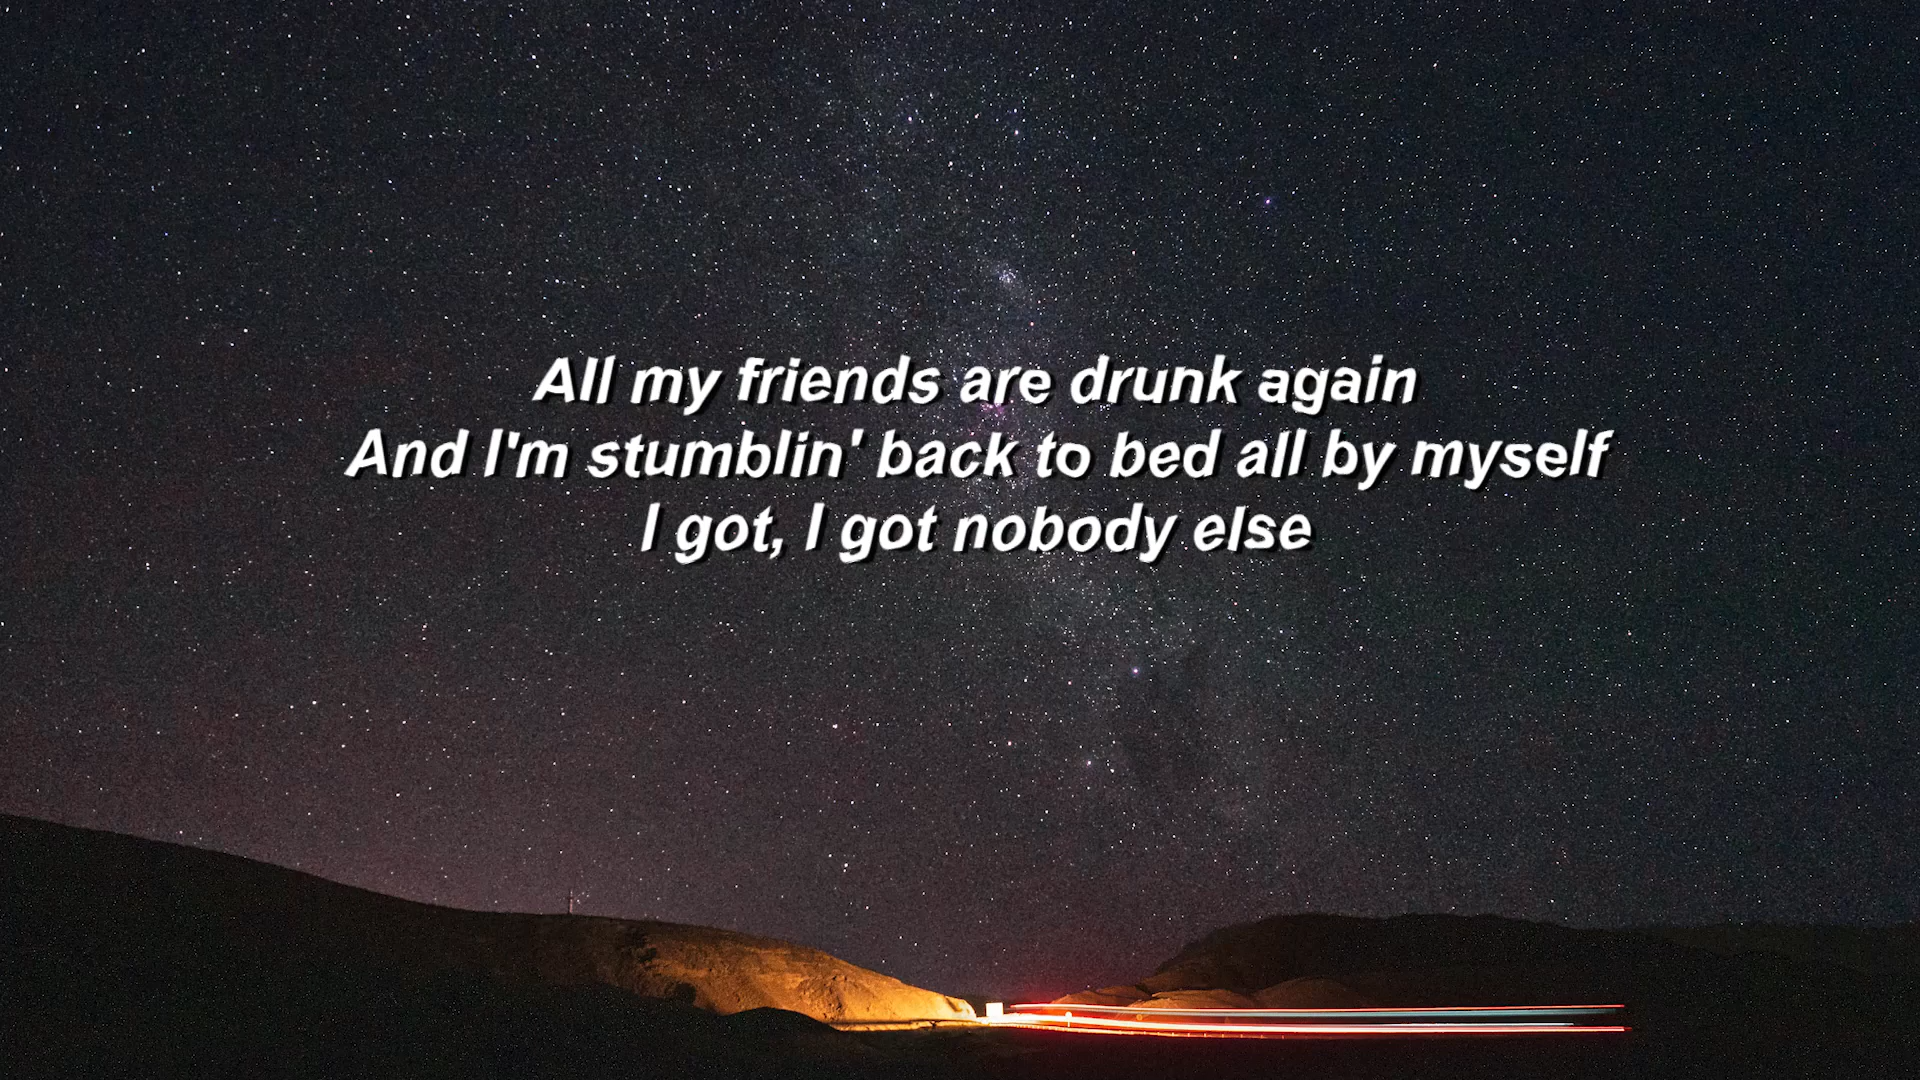 All my friends are drunk again
And I'm stumblin' back to bed all by myself
I got, I got nobody else